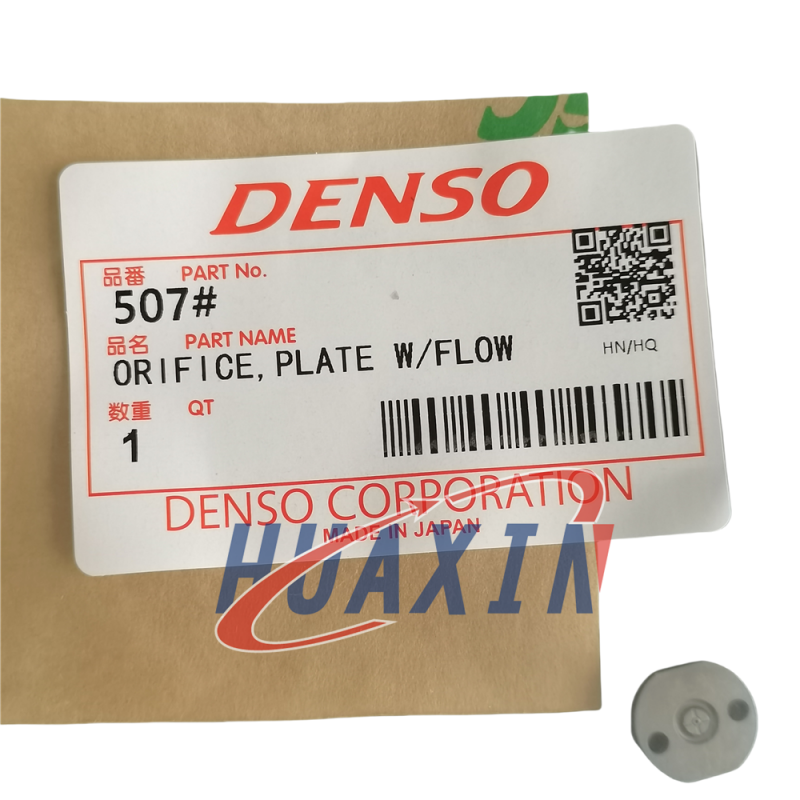 DENSO
品番 PART No.
507#
品名 PART NAME
ORIFICE, PLATE W/FLOW
HN/HQ
数重 QT
1
DENSO CORPORATION
MADE IN JAPAN
HUAXIN